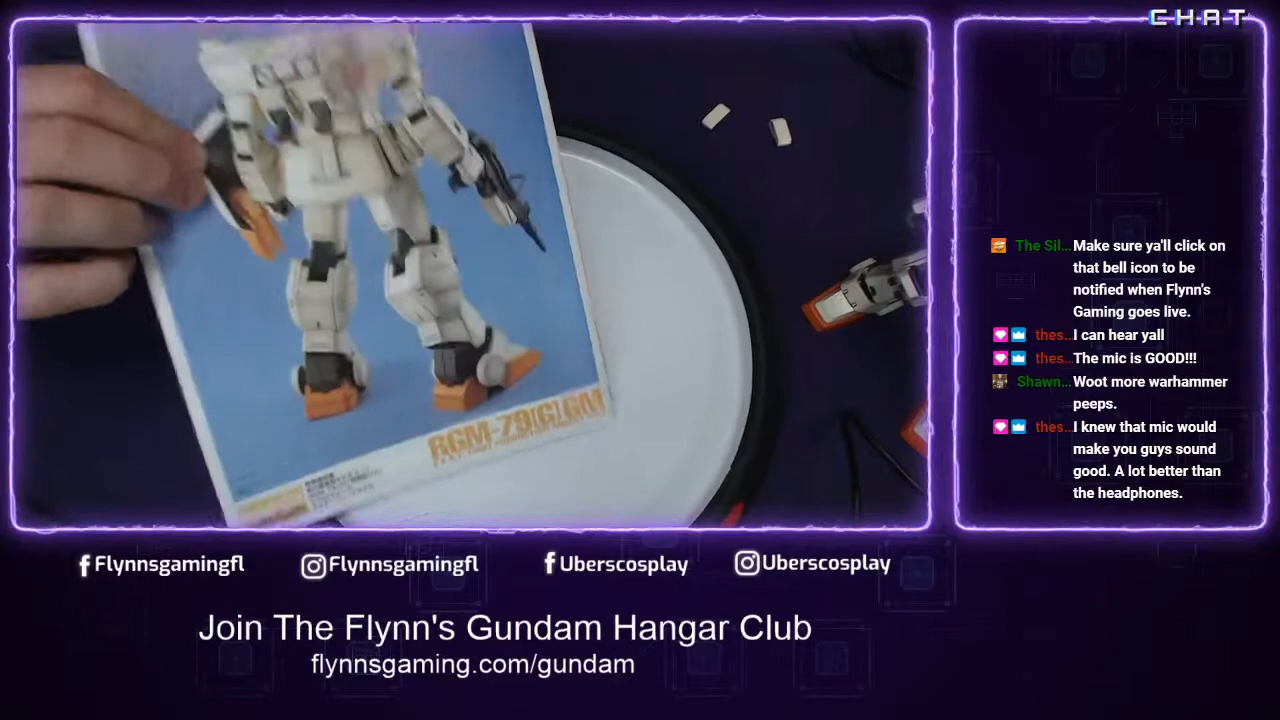 CHAT
RGM-79[G]GM
The Sil... Make sure ya'll click on
that bell icon to be
notified when Flynn's
Gaming goes live.
thes... I can hear yall
thes... The mic is GOOD!!!
Shawn... Woot more warhammer
peeps.
thes... I knew that mic would
make you guys sound
good. A lot better than
the headphones.
Flynnsgamingfl Flynnsgamingfl Uberscosplay Uberscosplay
Join The Flynn's Gundam Hangar Club
flynnsgaming.com/gundam